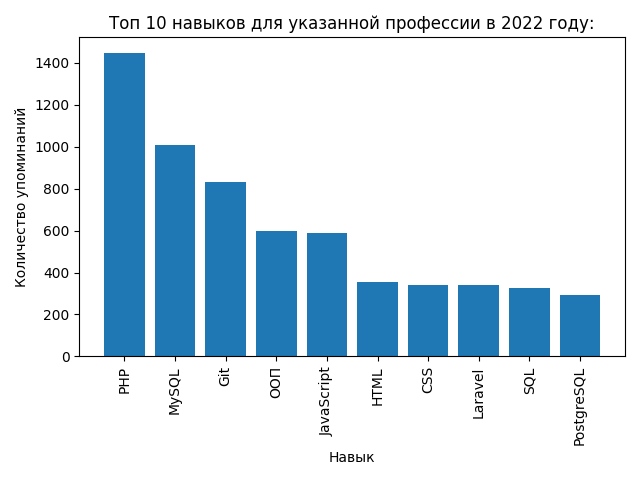 Топ 10 навыков для указанной профессии в 2022 году:
Количество упоминаний
1400
1200
1000
800
600
400
200
0
PHP
MySQL
Git
ООП
JavaScript
HTML
CSS
Laravel
SQL
PostgreSQL
Навык